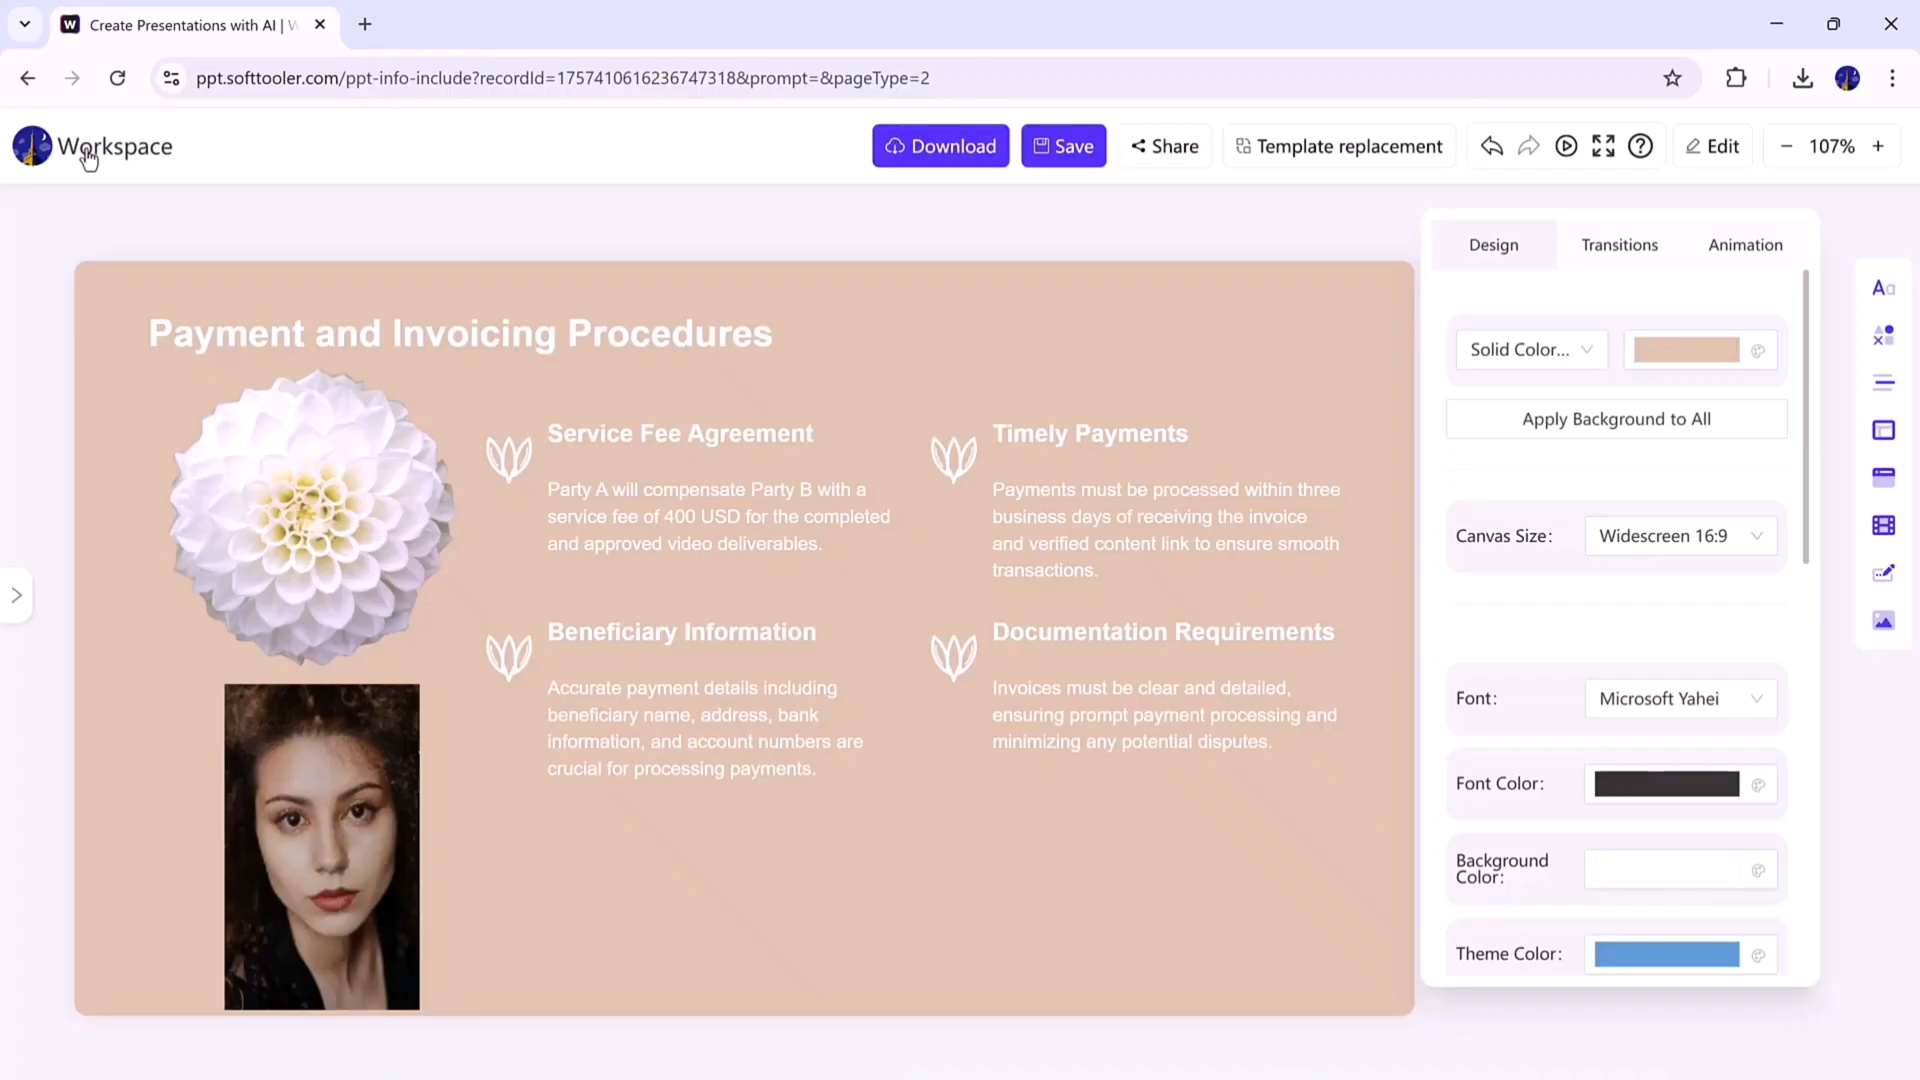 W Create Presentations with AI | W
ppt.softtooler.com/ppt-info-include?recordId=1757410616236747318&prompt=&pageType=2
Workspace
Download
Save
Share
Template replacement
Edit
− 107% +
Design
Transitions
Animation
Payment and Invoicing Procedures
Service Fee Agreement
Party A will compensate Party B with a
service fee of 400 USD for the completed
and approved video deliverables.
Timely Payments
Payments must be processed within three
business days of receiving the invoice
and verified content link to ensure smooth
transactions.
Beneficiary Information
Accurate payment details including
beneficiary name, address, bank
information, and account numbers are
crucial for processing payments.
Documentation Requirements
Invoices must be clear and detailed,
ensuring prompt payment processing and
minimizing any potential disputes.
Solid Color...
Apply Background to All
Canvas Size: Widescreen 16:9
Font: Microsoft Yahei
Font Color:
Background
Color:
Theme Color:
Aa